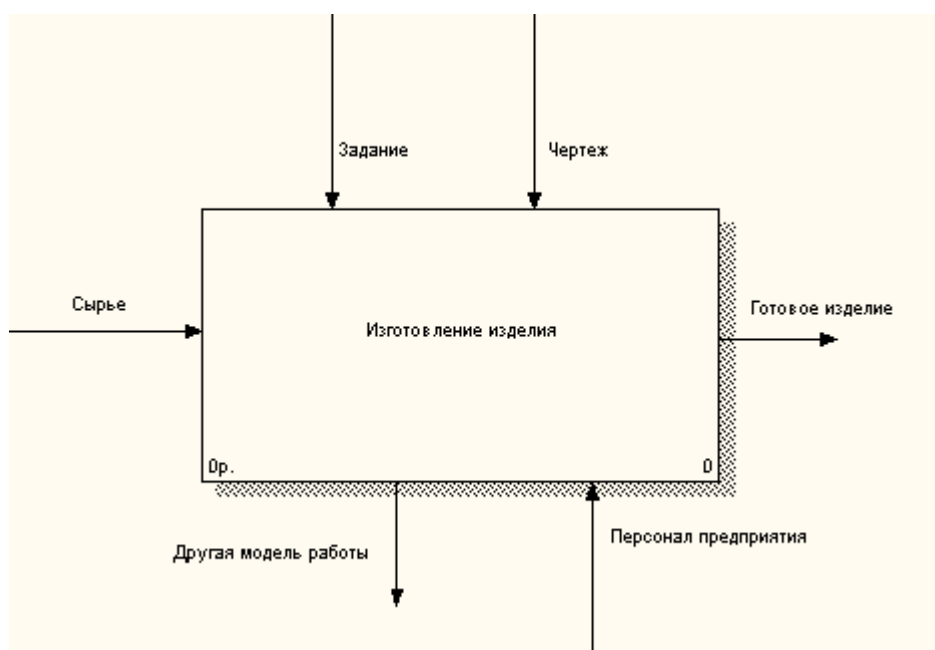 Задание
Чертеж
Сырье
Готовое изделие
Изготовление изделия
0р.
0
Персонал предприятия
Другая модель работы